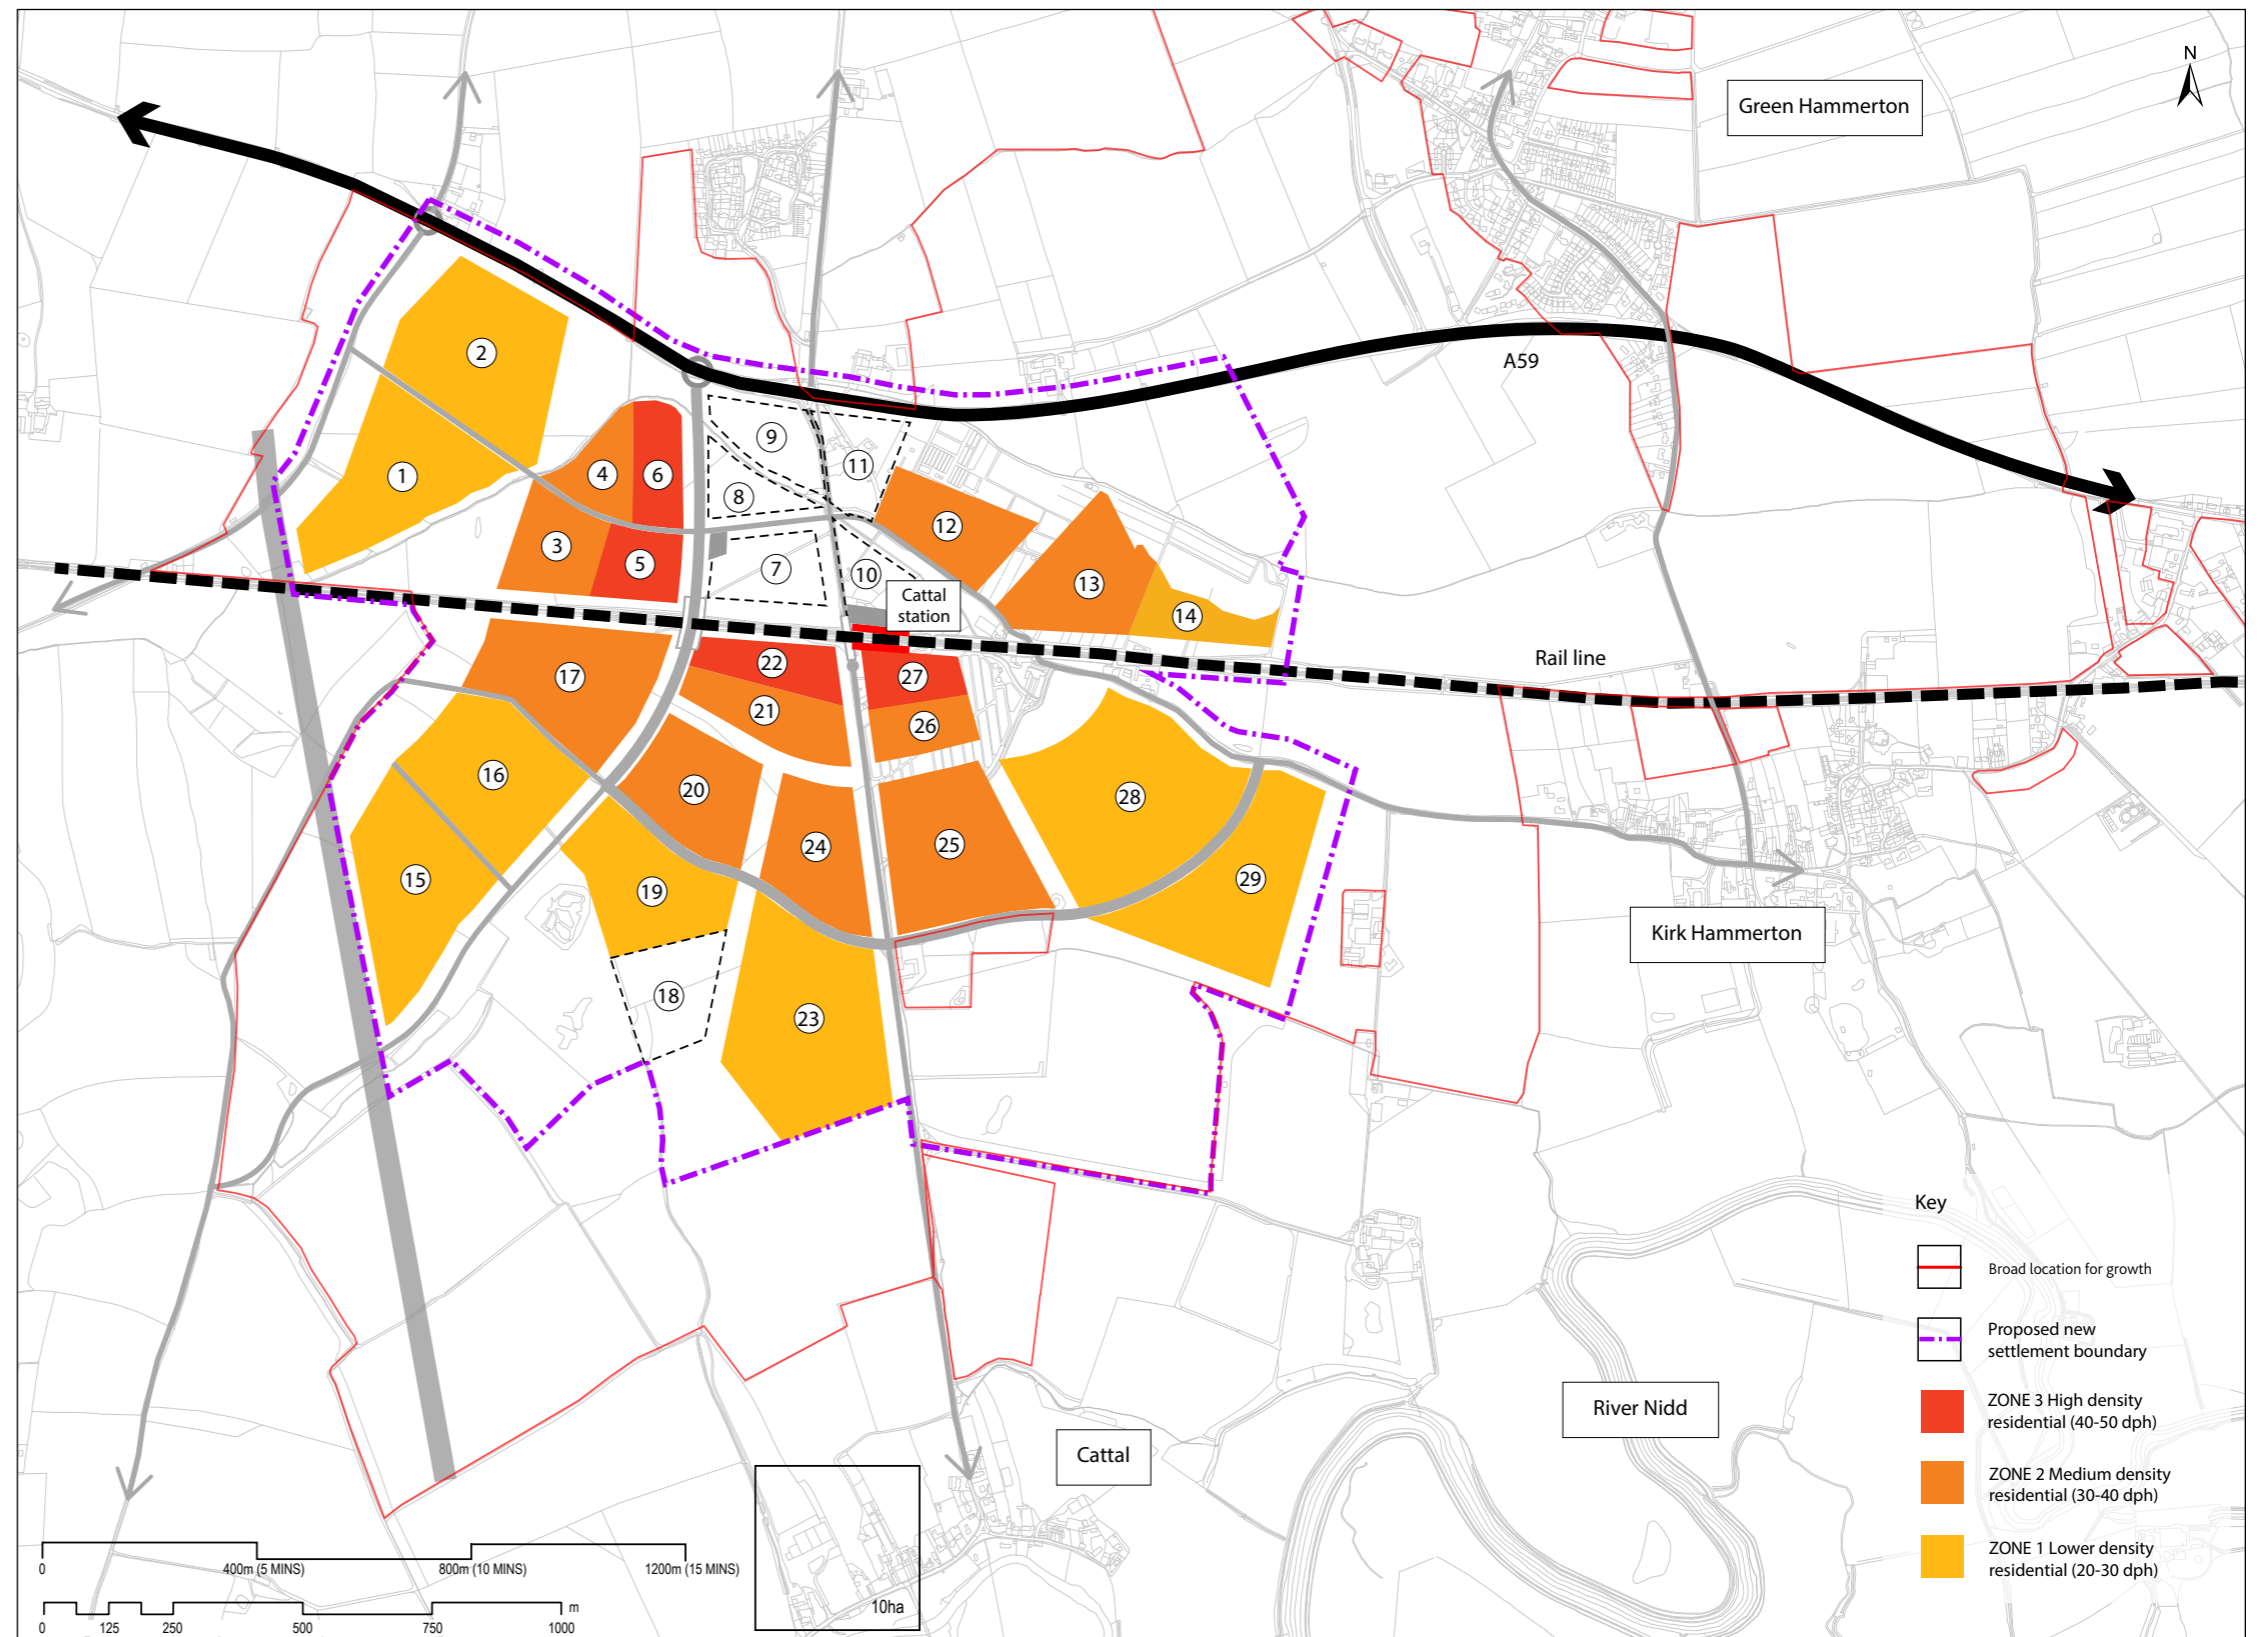 N
Green Hammerton
A59
2
1
9
4
6
11
8
12
3
5
7
10
13
Cattal
station
14
22
27
Rail line
17
21
26
16
20
28
24
25
15
19
29
Kirk Hammerton
18
23
Key
Broad location for growth
Proposed new
settlement boundary
River Nidd
ZONE 3 High density
residential (40-50 dph)
Cattal
ZONE 2 Medium density
residential (30-40 dph)
ZONE 1 Lower density
residential (20-30 dph)
0 400m (5 MINS) 800m (10 MINS) 1200m (15 MINS)
10ha
m
0 125 250 500 750 1000